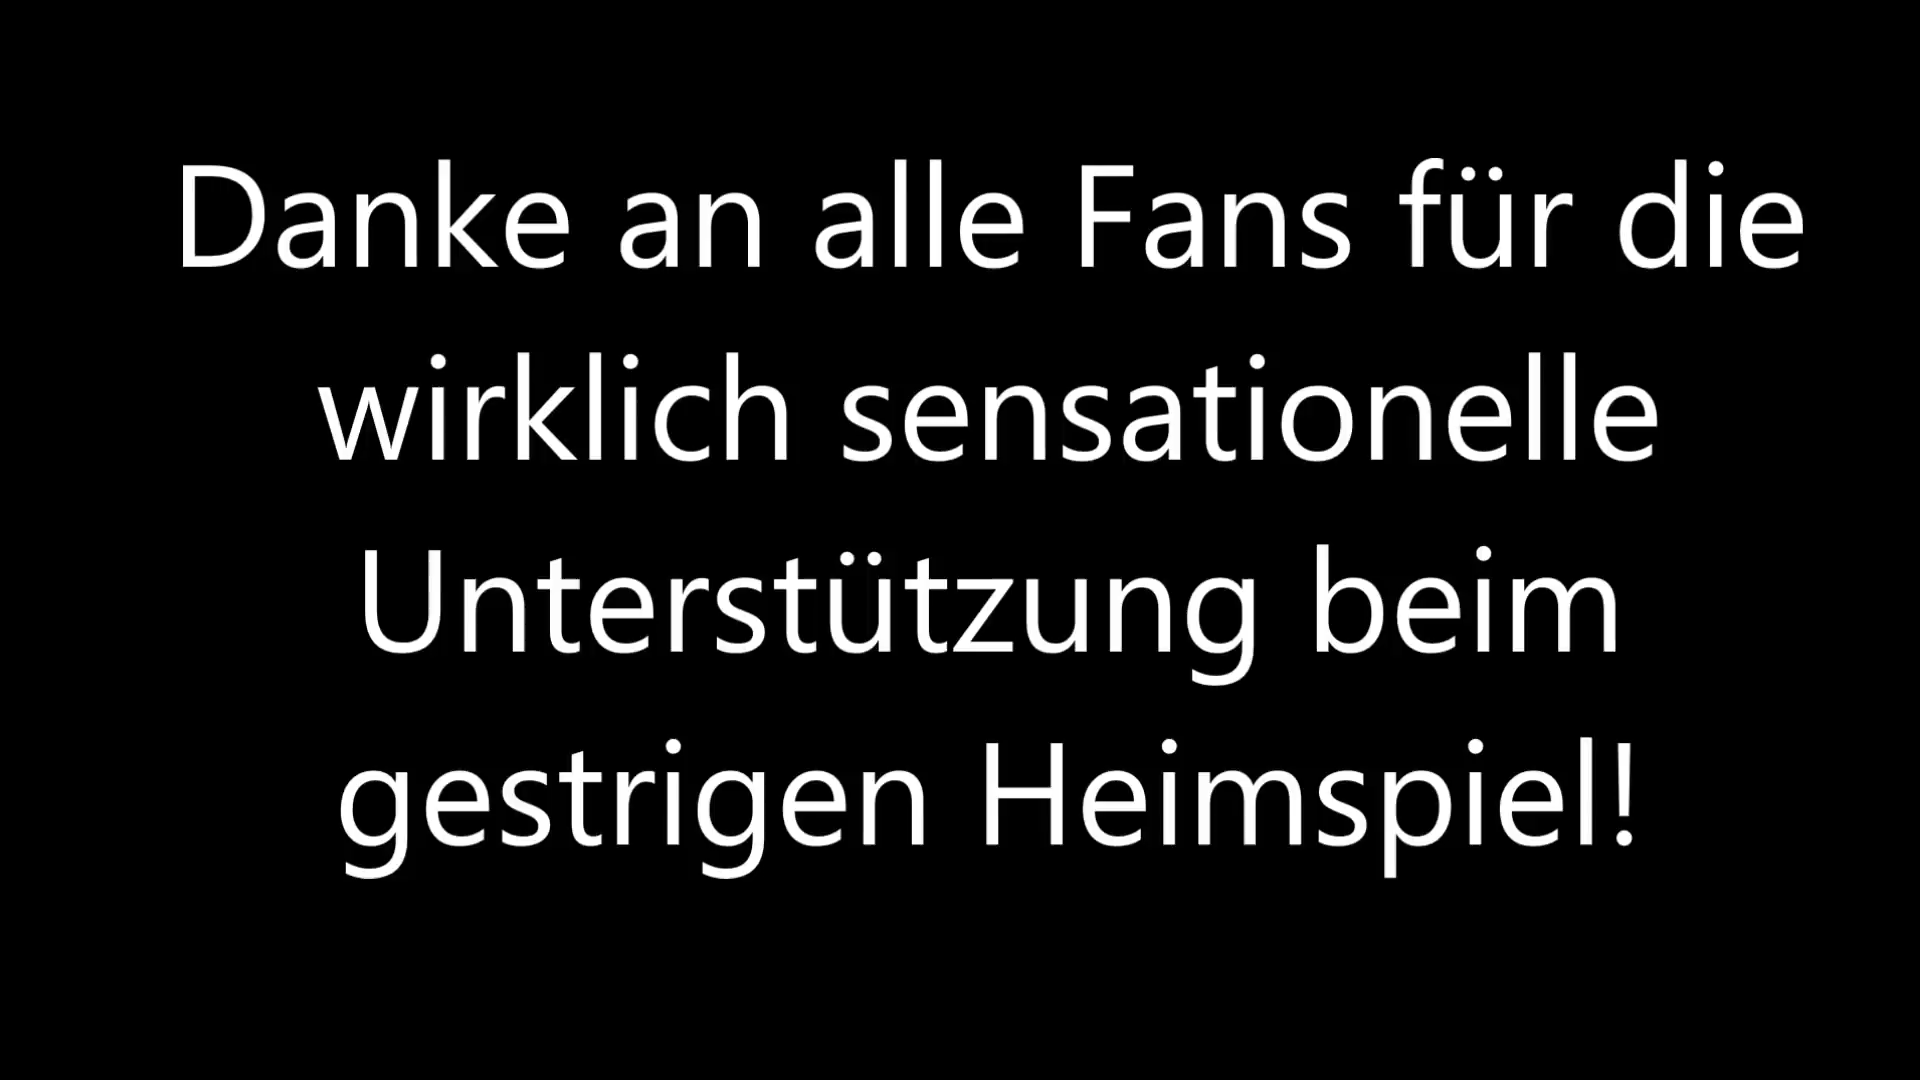 Danke an alle Fans für die
wirklich sensationelle
Unterstützung beim
gestrigen Heimspiel!